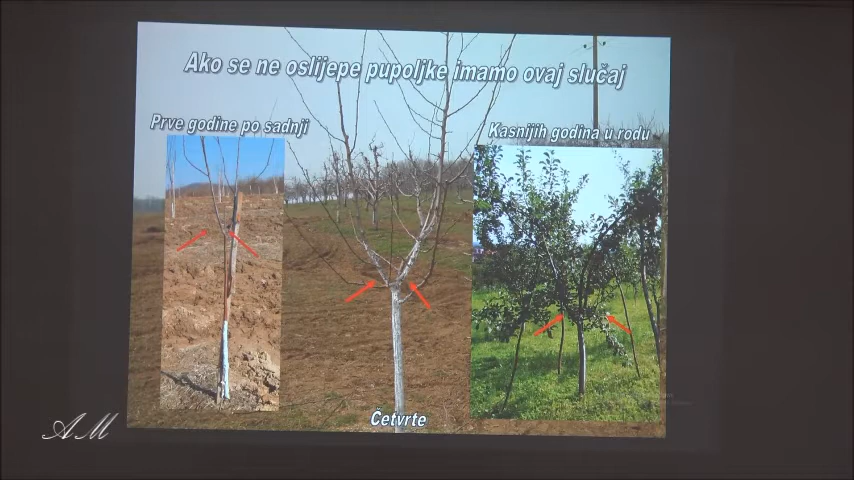 Ako se ne oslijepe pupoljke imamo ovaj slučaj
Prve godine po sadnji
Kasnijih godina u rodu
Četvrte
AM